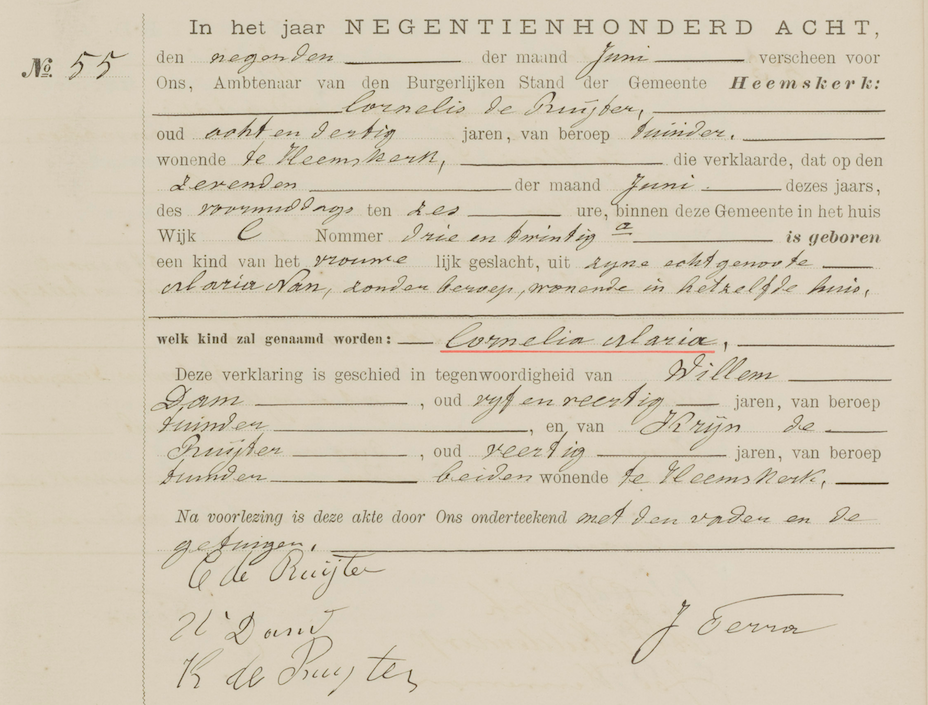 In het jaar NEGENTIENHONDERD ACHT,
No. 55
den negenden der maand Juni verscheen voor
Ons, Ambtenaar van den Burgerlijken Stand der Gemeente Heemskerk:
Cornelis de Ruijter,
oud acht en dertig jaren, van beroep tuinder,
wonende te Heemskerk, die verklaarde, dat op den
zevenden der maand Juni dezes jaars,
des voormiddags ten zes ure, binnen deze Gemeente in het huis
Wijk C Nommer drie en twintig a is geboren
een kind van het vrouwelijk geslacht, uit zijne echtgenoote
Maria Nan, zonder beroep, wonende in hetzelfde huis,
welk kind zal genaamd worden: Cornelia Maria,
Deze verklaring is geschied in tegenwoordigheid van Willem
Dam, oud vijf en veertig jaren, van beroep
tuinder, en van Krijn de
Ruijter, oud veertig jaren, van beroep
tuinder beiden wonende te Heemskerk,
Na voorlezing is deze akte door Ons onderteekend met den vader en de
getuigen.
C de Ruijter
W Dam
J Terra
K de Ruyter